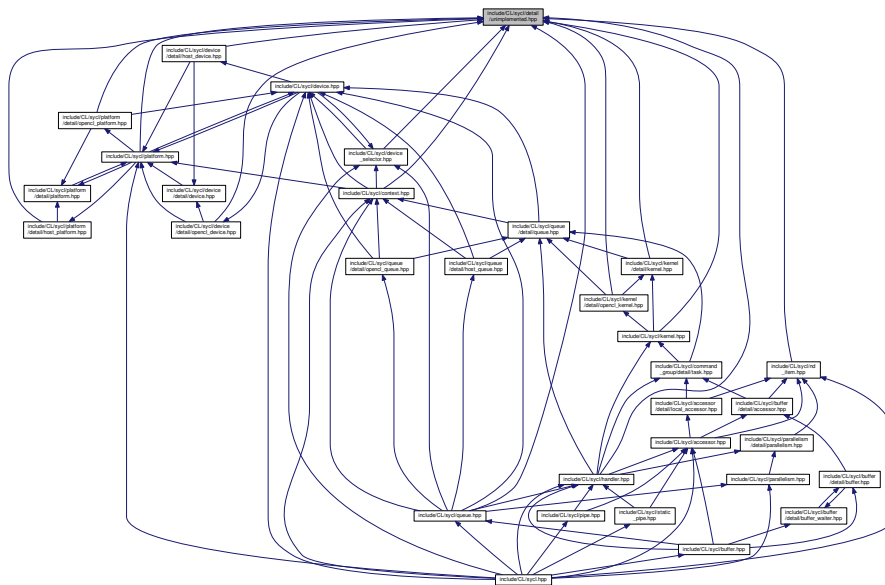 include/CL/sycl/detail
/unimplemented.hpp
include/CL/sycl/device
/detail/host_device.hpp
include/CL/sycl/device.hpp
include/CL/sycl/platform
/detail/opencl_platform.hpp
include/CL/sycl/platform.hpp
include/CL/sycl/device
_selector.hpp
include/CL/sycl/platform
/detail/platform.hpp
include/CL/sycl/device
/detail/device.hpp
include/CL/sycl/context.hpp
include/CL/sycl/platform
/detail/host_platform.hpp
include/CL/sycl/device
/detail/opencl_device.hpp
include/CL/sycl/queue
/detail/queue.hpp
include/CL/sycl/queue
/detail/opencl_queue.hpp
include/CL/sycl/queue
/detail/host_queue.hpp
include/CL/sycl/kernel
/detail/kernel.hpp
include/CL/sycl/kernel
/detail/opencl_kernel.hpp
include/CL/sycl/kernel.hpp
include/CL/sycl/command
_group/detail/task.hpp
include/CL/sycl/nd
_item.hpp
include/CL/sycl/accessor
/detail/local_accessor.hpp
include/CL/sycl/buffer
/detail/accessor.hpp
include/CL/sycl/accessor.hpp
include/CL/sycl/parallelism
/detail/parallelism.hpp
include/CL/sycl/handler.hpp
include/CL/sycl/parallelism.hpp
include/CL/sycl/buffer
/detail/buffer.hpp
include/CL/sycl/queue.hpp
include/CL/sycl/pipe.hpp
include/CL/sycl/static
_pipe.hpp
include/CL/sycl/buffer
/detail/buffer_waiter.hpp
include/CL/sycl/buffer.hpp
include/CL/sycl.hpp